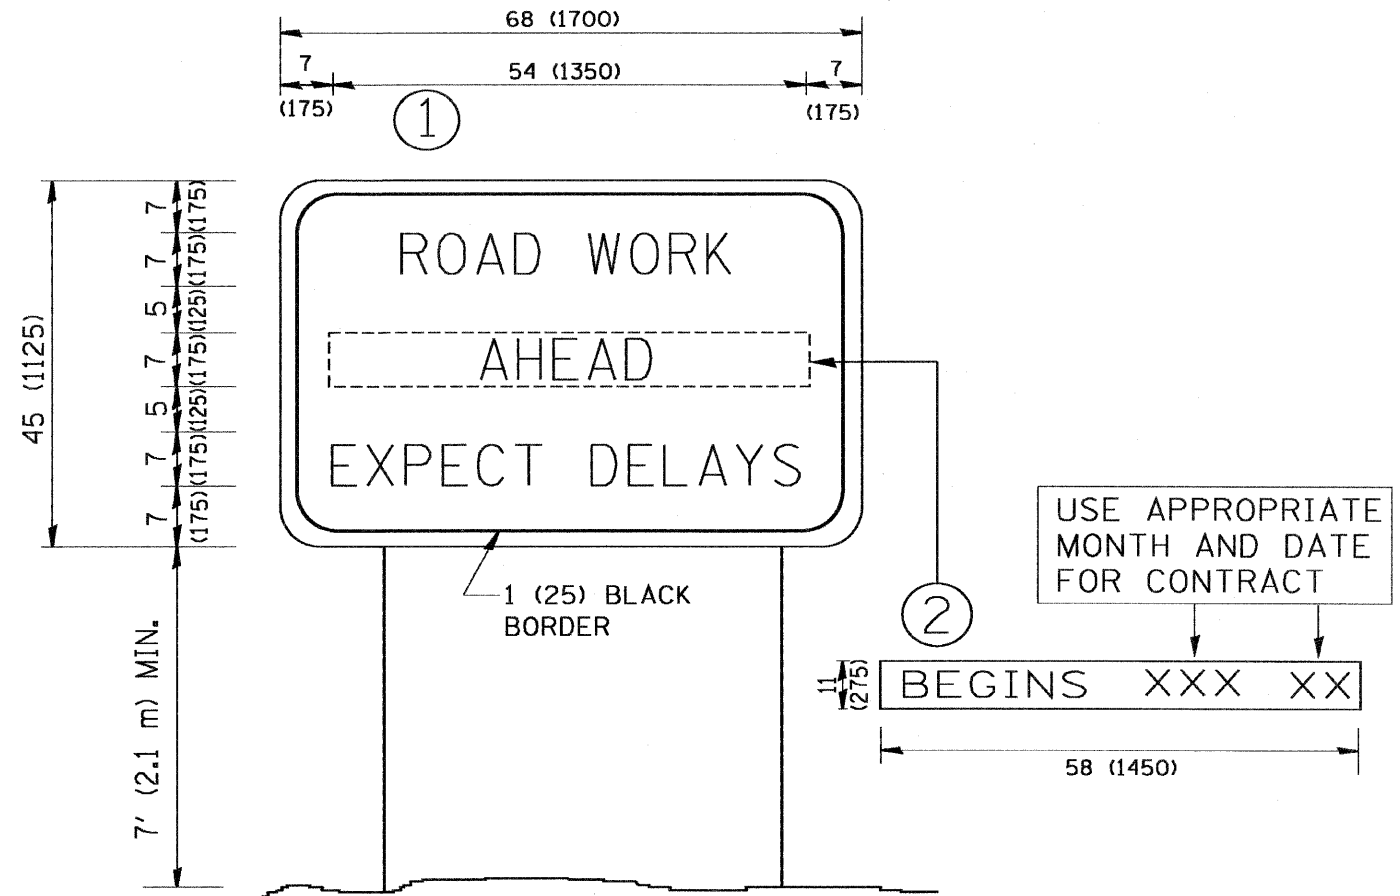 68 (1700)
7 54 (1350) 7
(175) (175)
1
7 (175)
7 (175)
5 (125)
7 (175)
5 (125)
7 (175)
7 (175)
45 (1125)
ROAD WORK
AHEAD
EXPECT DELAYS
1 (25) BLACK
BORDER
7' (2.1 m) MIN.
USE APPROPRIATE
MONTH AND DATE
FOR CONTRACT
2
11
(275)
BEGINS XXX XX
58 (1450)